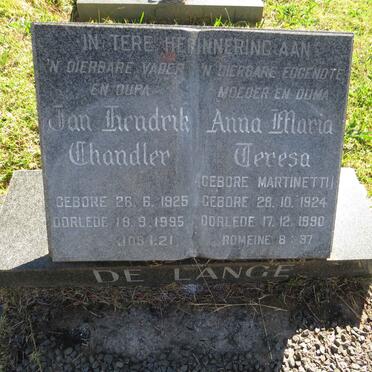 IN TERE HERINNERING AAN
'N DIERBARE VADER
EN OUPA
Jan Hendrik
Chandler
GEBORE 26.6.1925
OORLEDE 19.9.1995
JOB 1.21
'N DIERBARE EGGENOTE
MOEDER EN OUMA
Anna Maria
Teresa
(GEBORE MARTINETTI)
GEBORE 28.10.1924
OORLEDE 17.12.1990
ROMEINE 8:37
DE LANGE